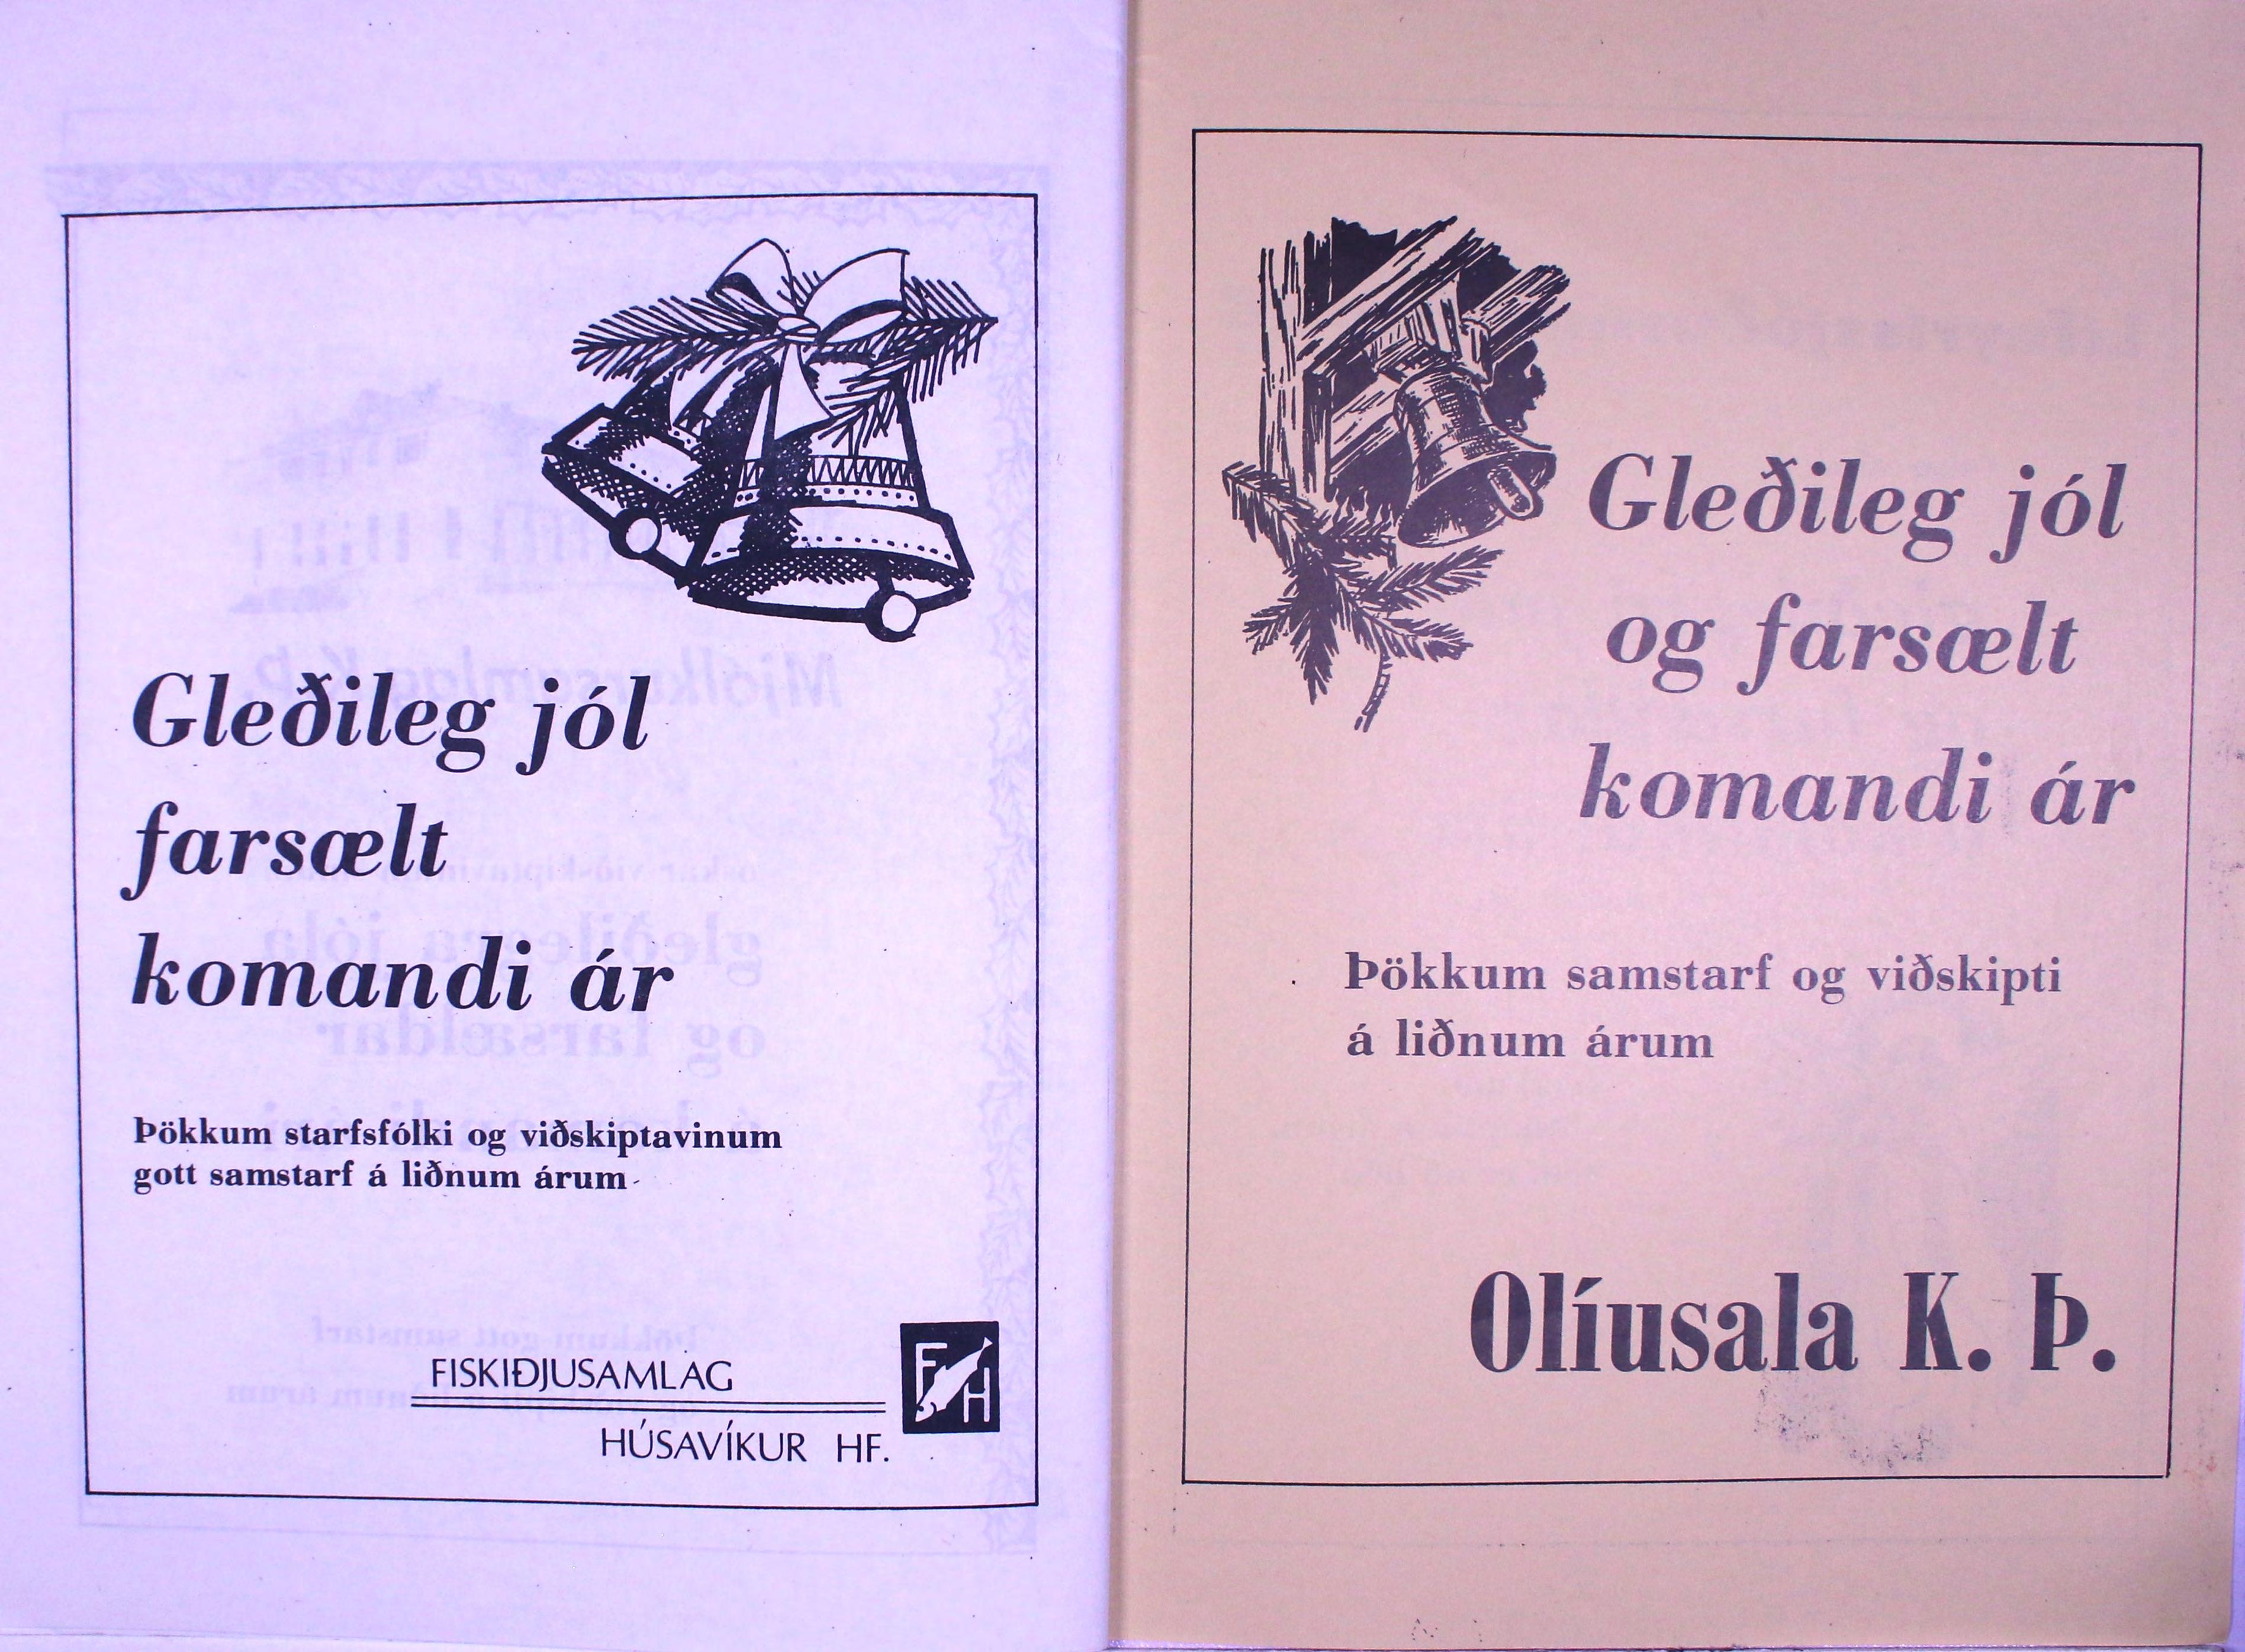 Gleðileg jól
farsælt
komandi ár
Þökkum starfsfólki og viðskiptavinum
gott samstarf á liðnum árum
FISKIÐJUSAMLAG
HÚSAVÍKUR HF.
FH
Gleðileg jól
og farsælt
komandi ár
Þökkum samstarf og viðskipti
á liðnum árum
Olíusala K. Þ.